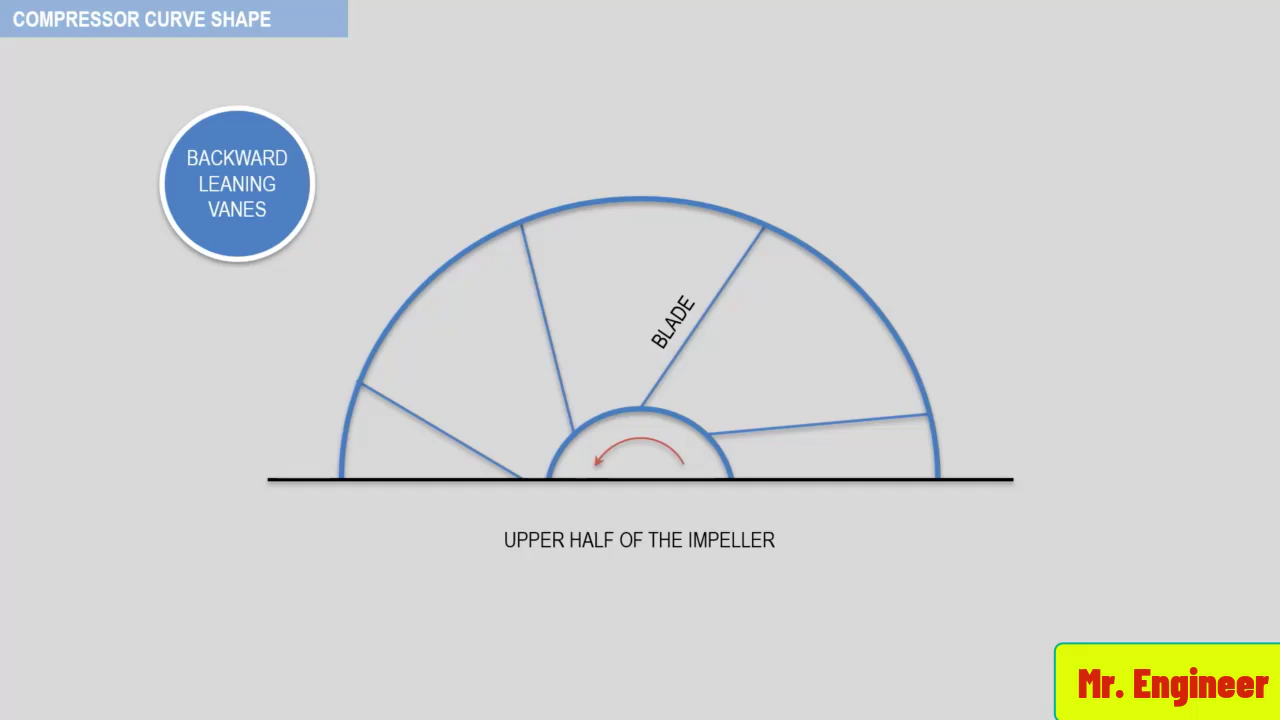 COMPRESSOR CURVE SHAPE
BACKWARD
LEANING
VANES
BLADE
UPPER HALF OF THE IMPELLER
Mr. Engineer